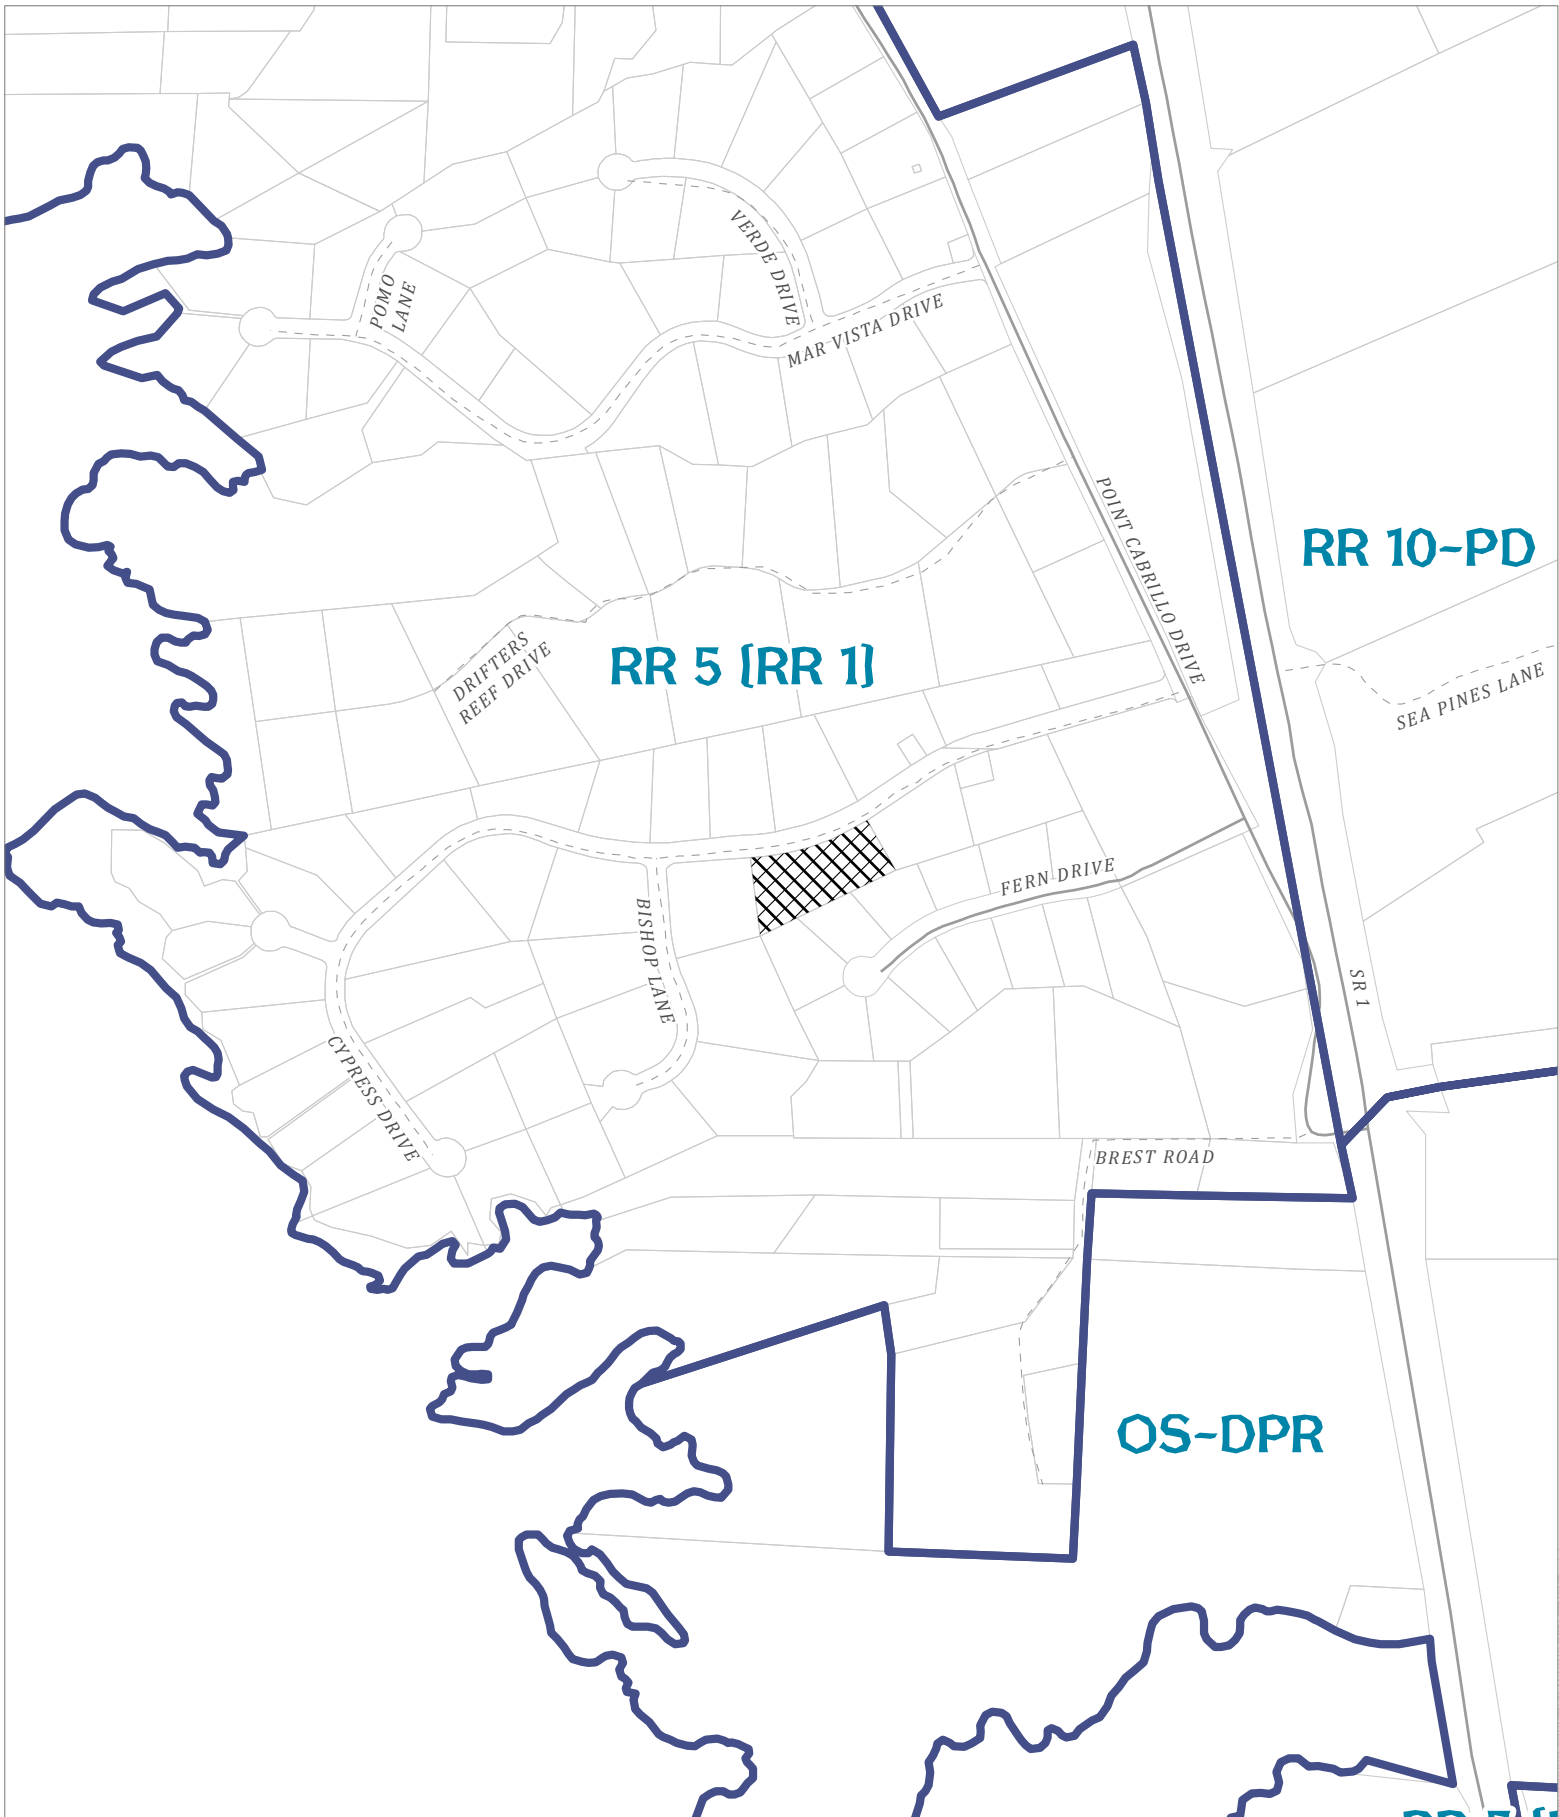 VERDE DRIVE
POMO
LANE
MAR VISTA DRIVE
POINT CABRILLO DRIVE
RR 10-PD
DRIFTERS
REEF DRIVE
RR 5 [RR 1]
SEA PINES LANE
FERN DRIVE
BISHOP LANE
SR 1
CYPRESS DRIVE
BREST ROAD
OS-DPR